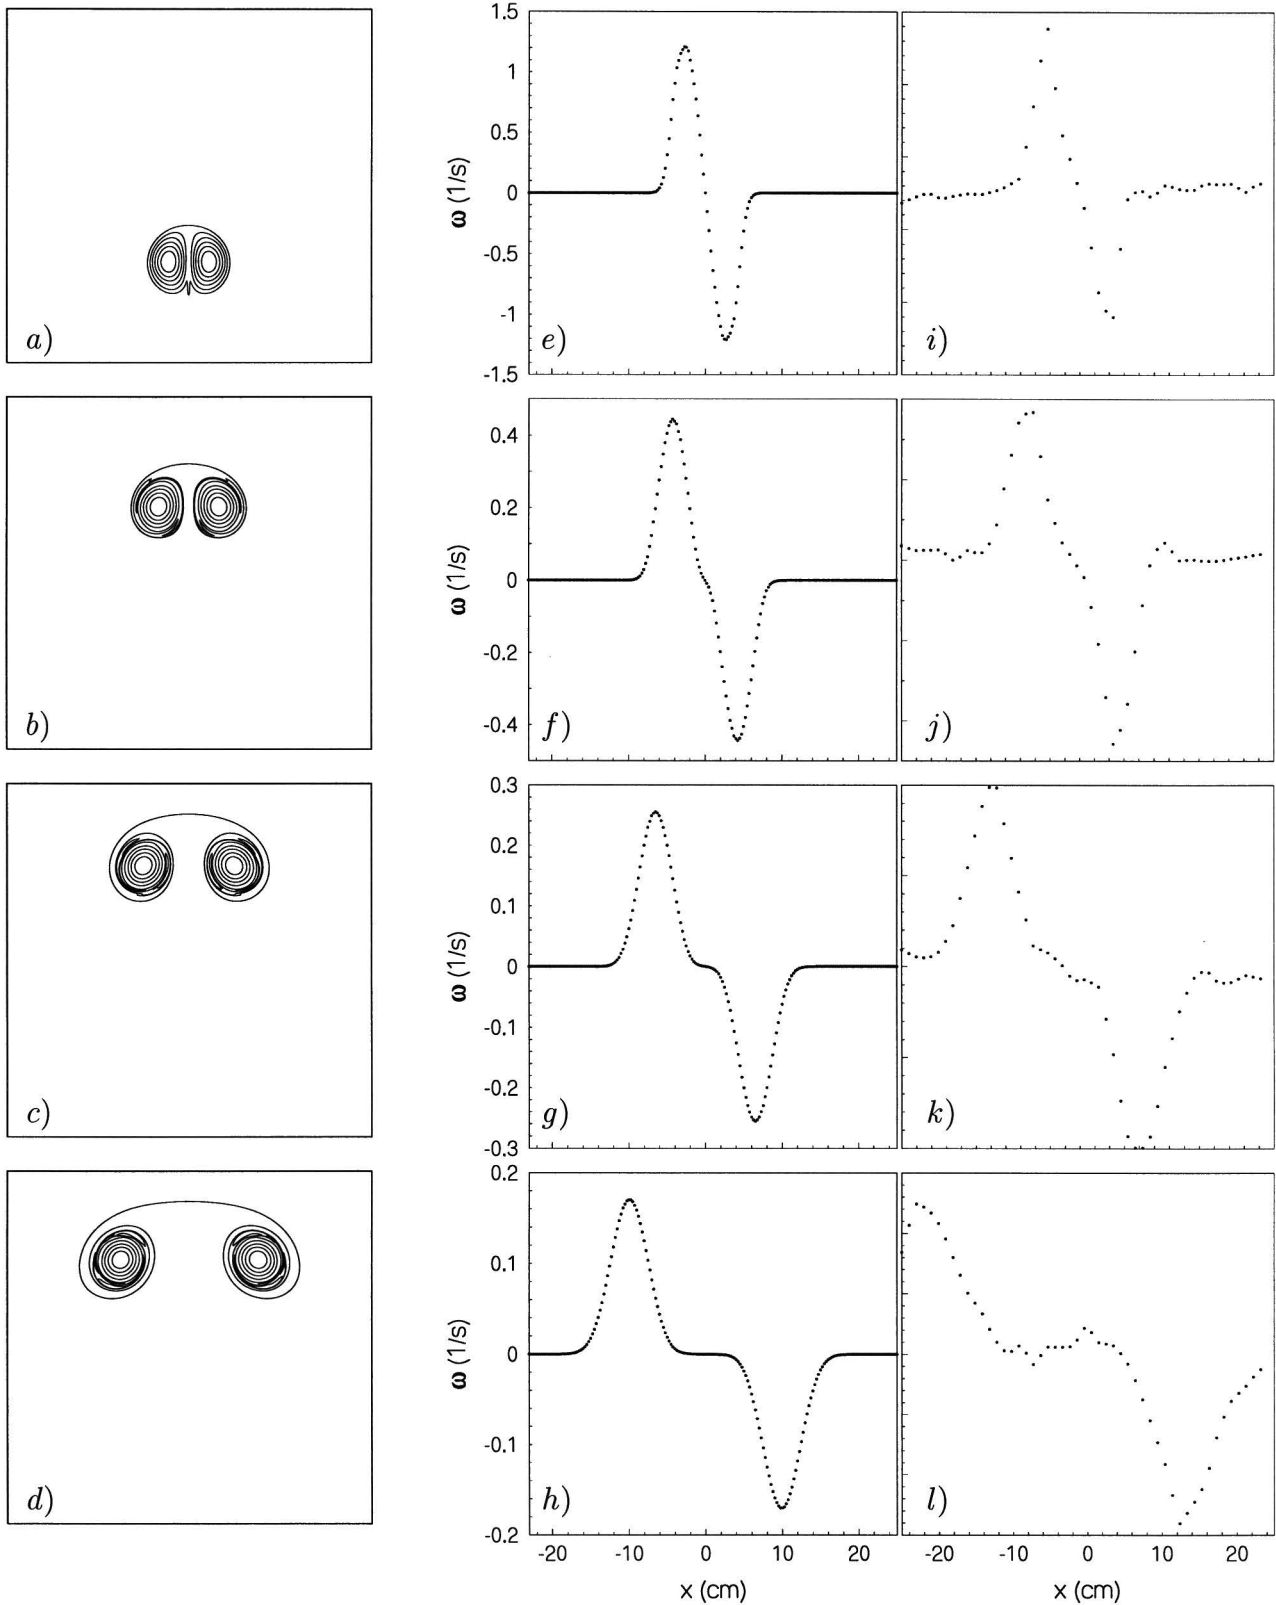 a)
1.5
1
0.5
0
-0.5
-1
-1.5
ω (1/s)
e)
i)
b)
0.4
0.2
0
-0.2
-0.4
ω (1/s)
f)
j)
c)
0.3
0.2
0.1
0
-0.1
-0.2
-0.3
ω (1/s)
g)
k)
d)
0.2
0.1
0
-0.1
-0.2
ω (1/s)
h)
l)
-20 -10 0 10 20
-20 -10 0 10 20
x (cm)
x (cm)